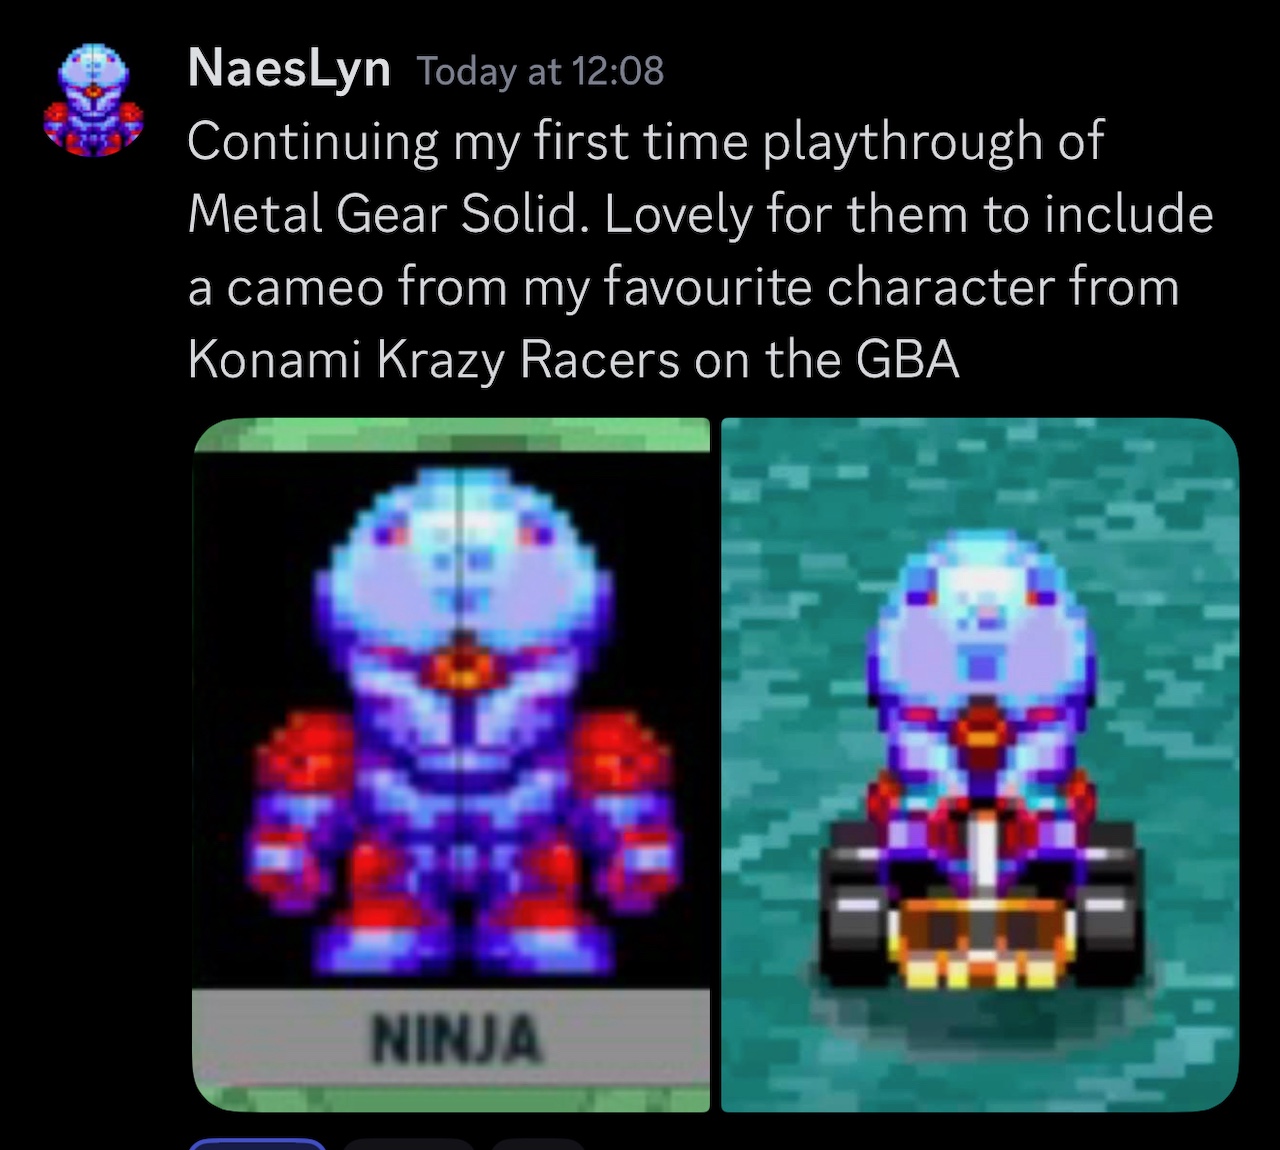 NaesLyn Today at 12:08
Continuing my first time playthrough of
Metal Gear Solid. Lovely for them to include
a cameo from my favourite character from
Konami Krazy Racers on the GBA
NINJA